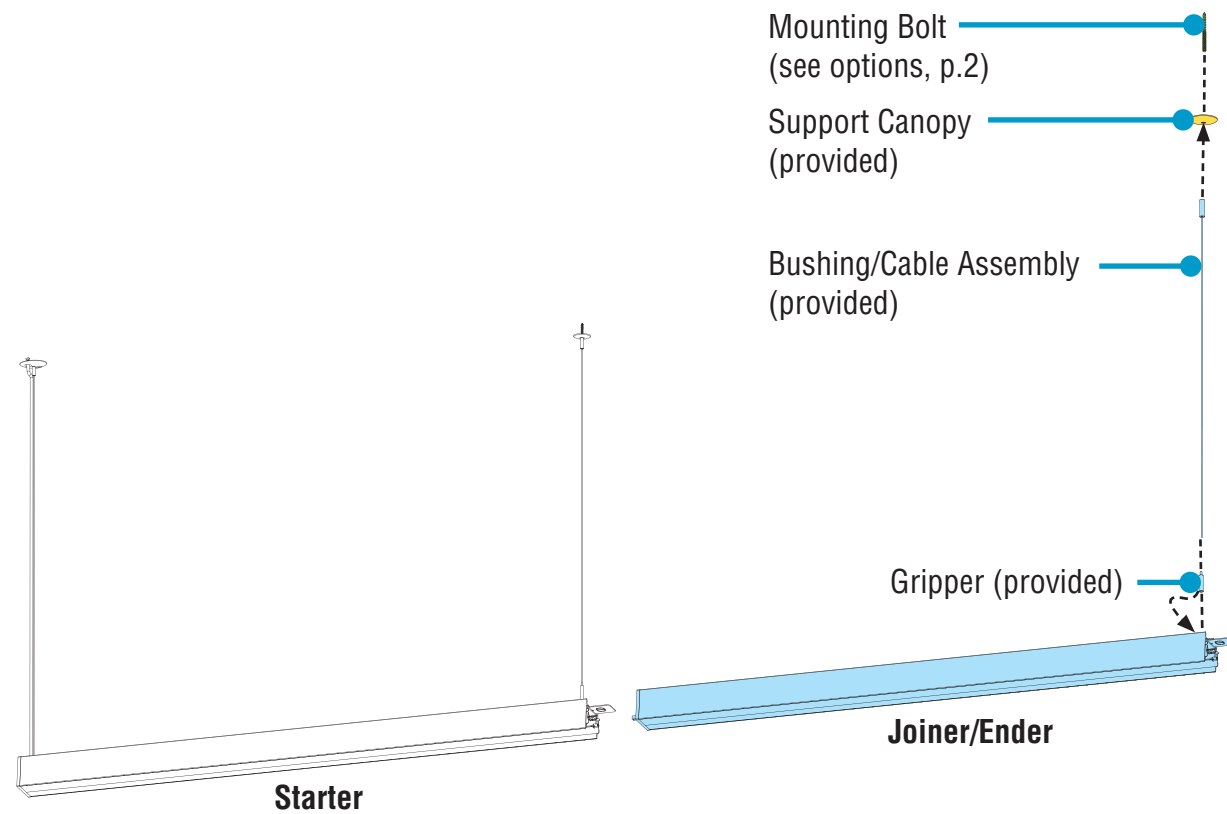 Mounting Bolt
(see options, p.2)
Support Canopy
(provided)
Bushing/Cable Assembly
(provided)
Gripper (provided)
Joiner/Ender
Starter